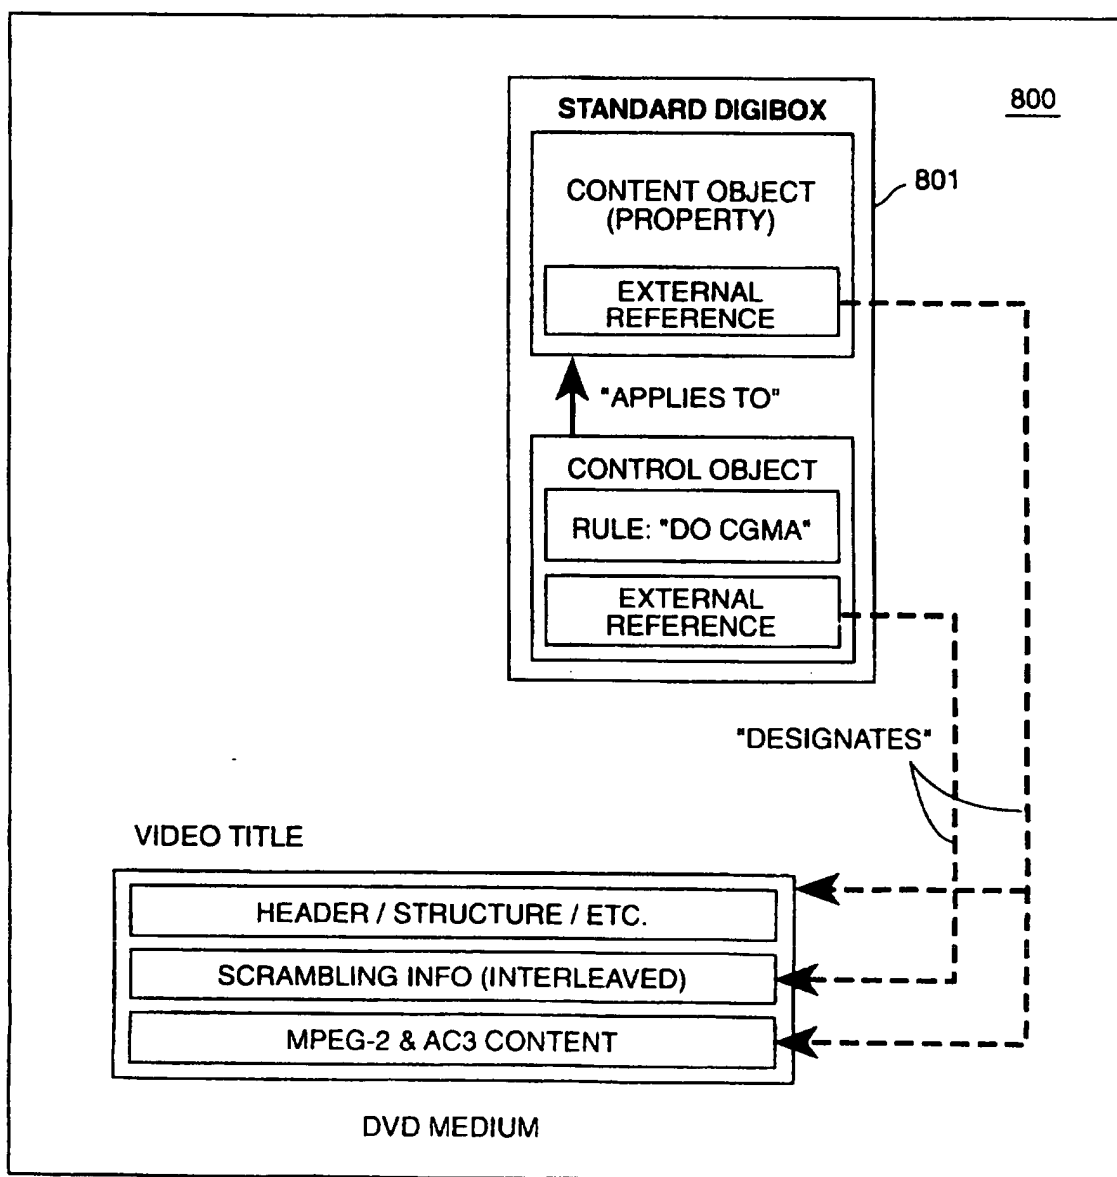 800
STANDARD DIGIBOX
801
CONTENT OBJECT
(PROPERTY)
EXTERNAL
REFERENCE
"APPLIES TO"
CONTROL OBJECT
RULE: "DO CGMA"
EXTERNAL
REFERENCE
"DESIGNATES"
VIDEO TITLE
HEADER / STRUCTURE / ETC.
SCRAMBLING INFO (INTERLEAVED)
MPEG-2 & AC3 CONTENT
DVD MEDIUM